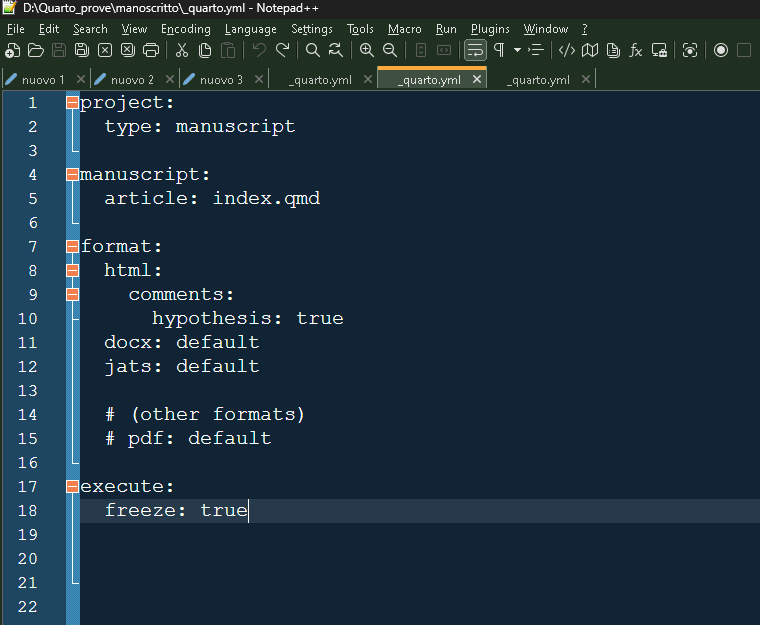 D:\Quarto_prove\manoscritto\_quarto.yml - Notepad++
File Edit Search View Encoding Language Settings Tools Macro Run Plugins Window ?
nuovo 1 nuovo 2 nuovo 3 _quarto.yml _quarto.yml _quarto.yml
1 project:
2   type: manuscript
3
4 manuscript:
5   article: index.qmd
6
7 format:
8   html:
9     comments:
10       hypothesis: true
11   docx: default
12   jats: default
13
14   # (other formats)
15   # pdf: default
16
17 execute:
18   freeze: true
19
20
21
22